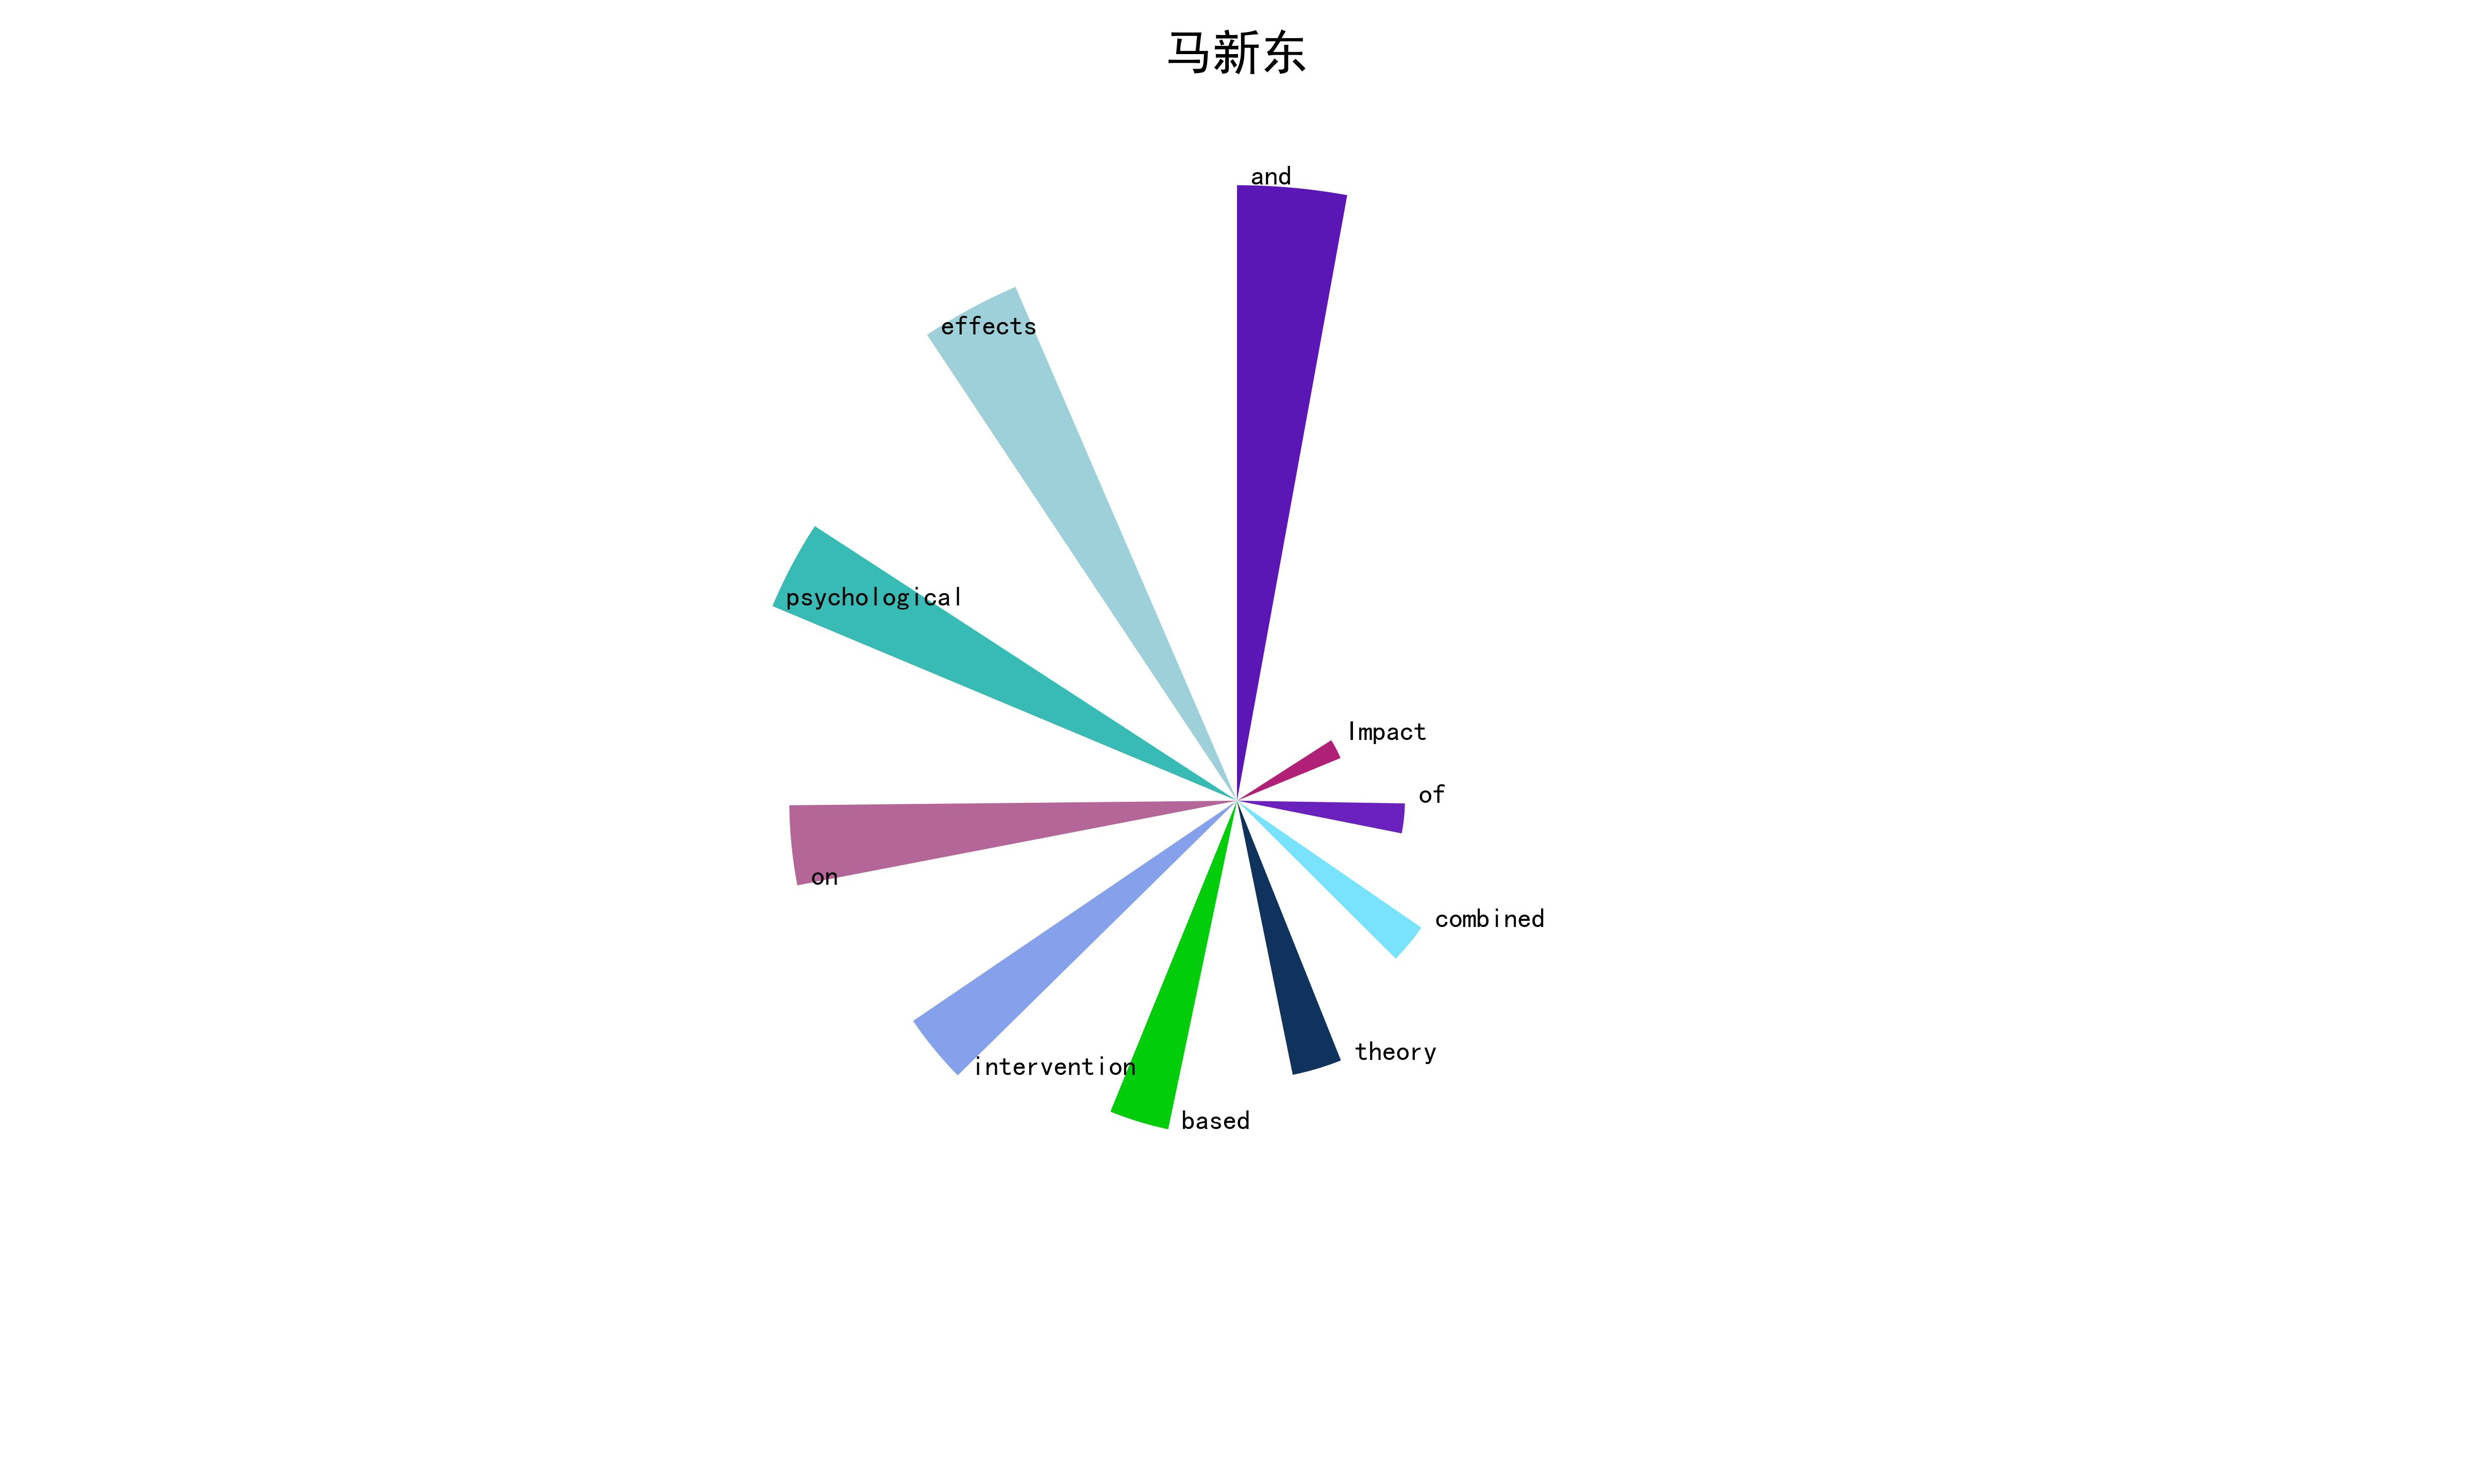 马新东
and
effects
psychological
Impact
of
on
combined
theory
intervention
based